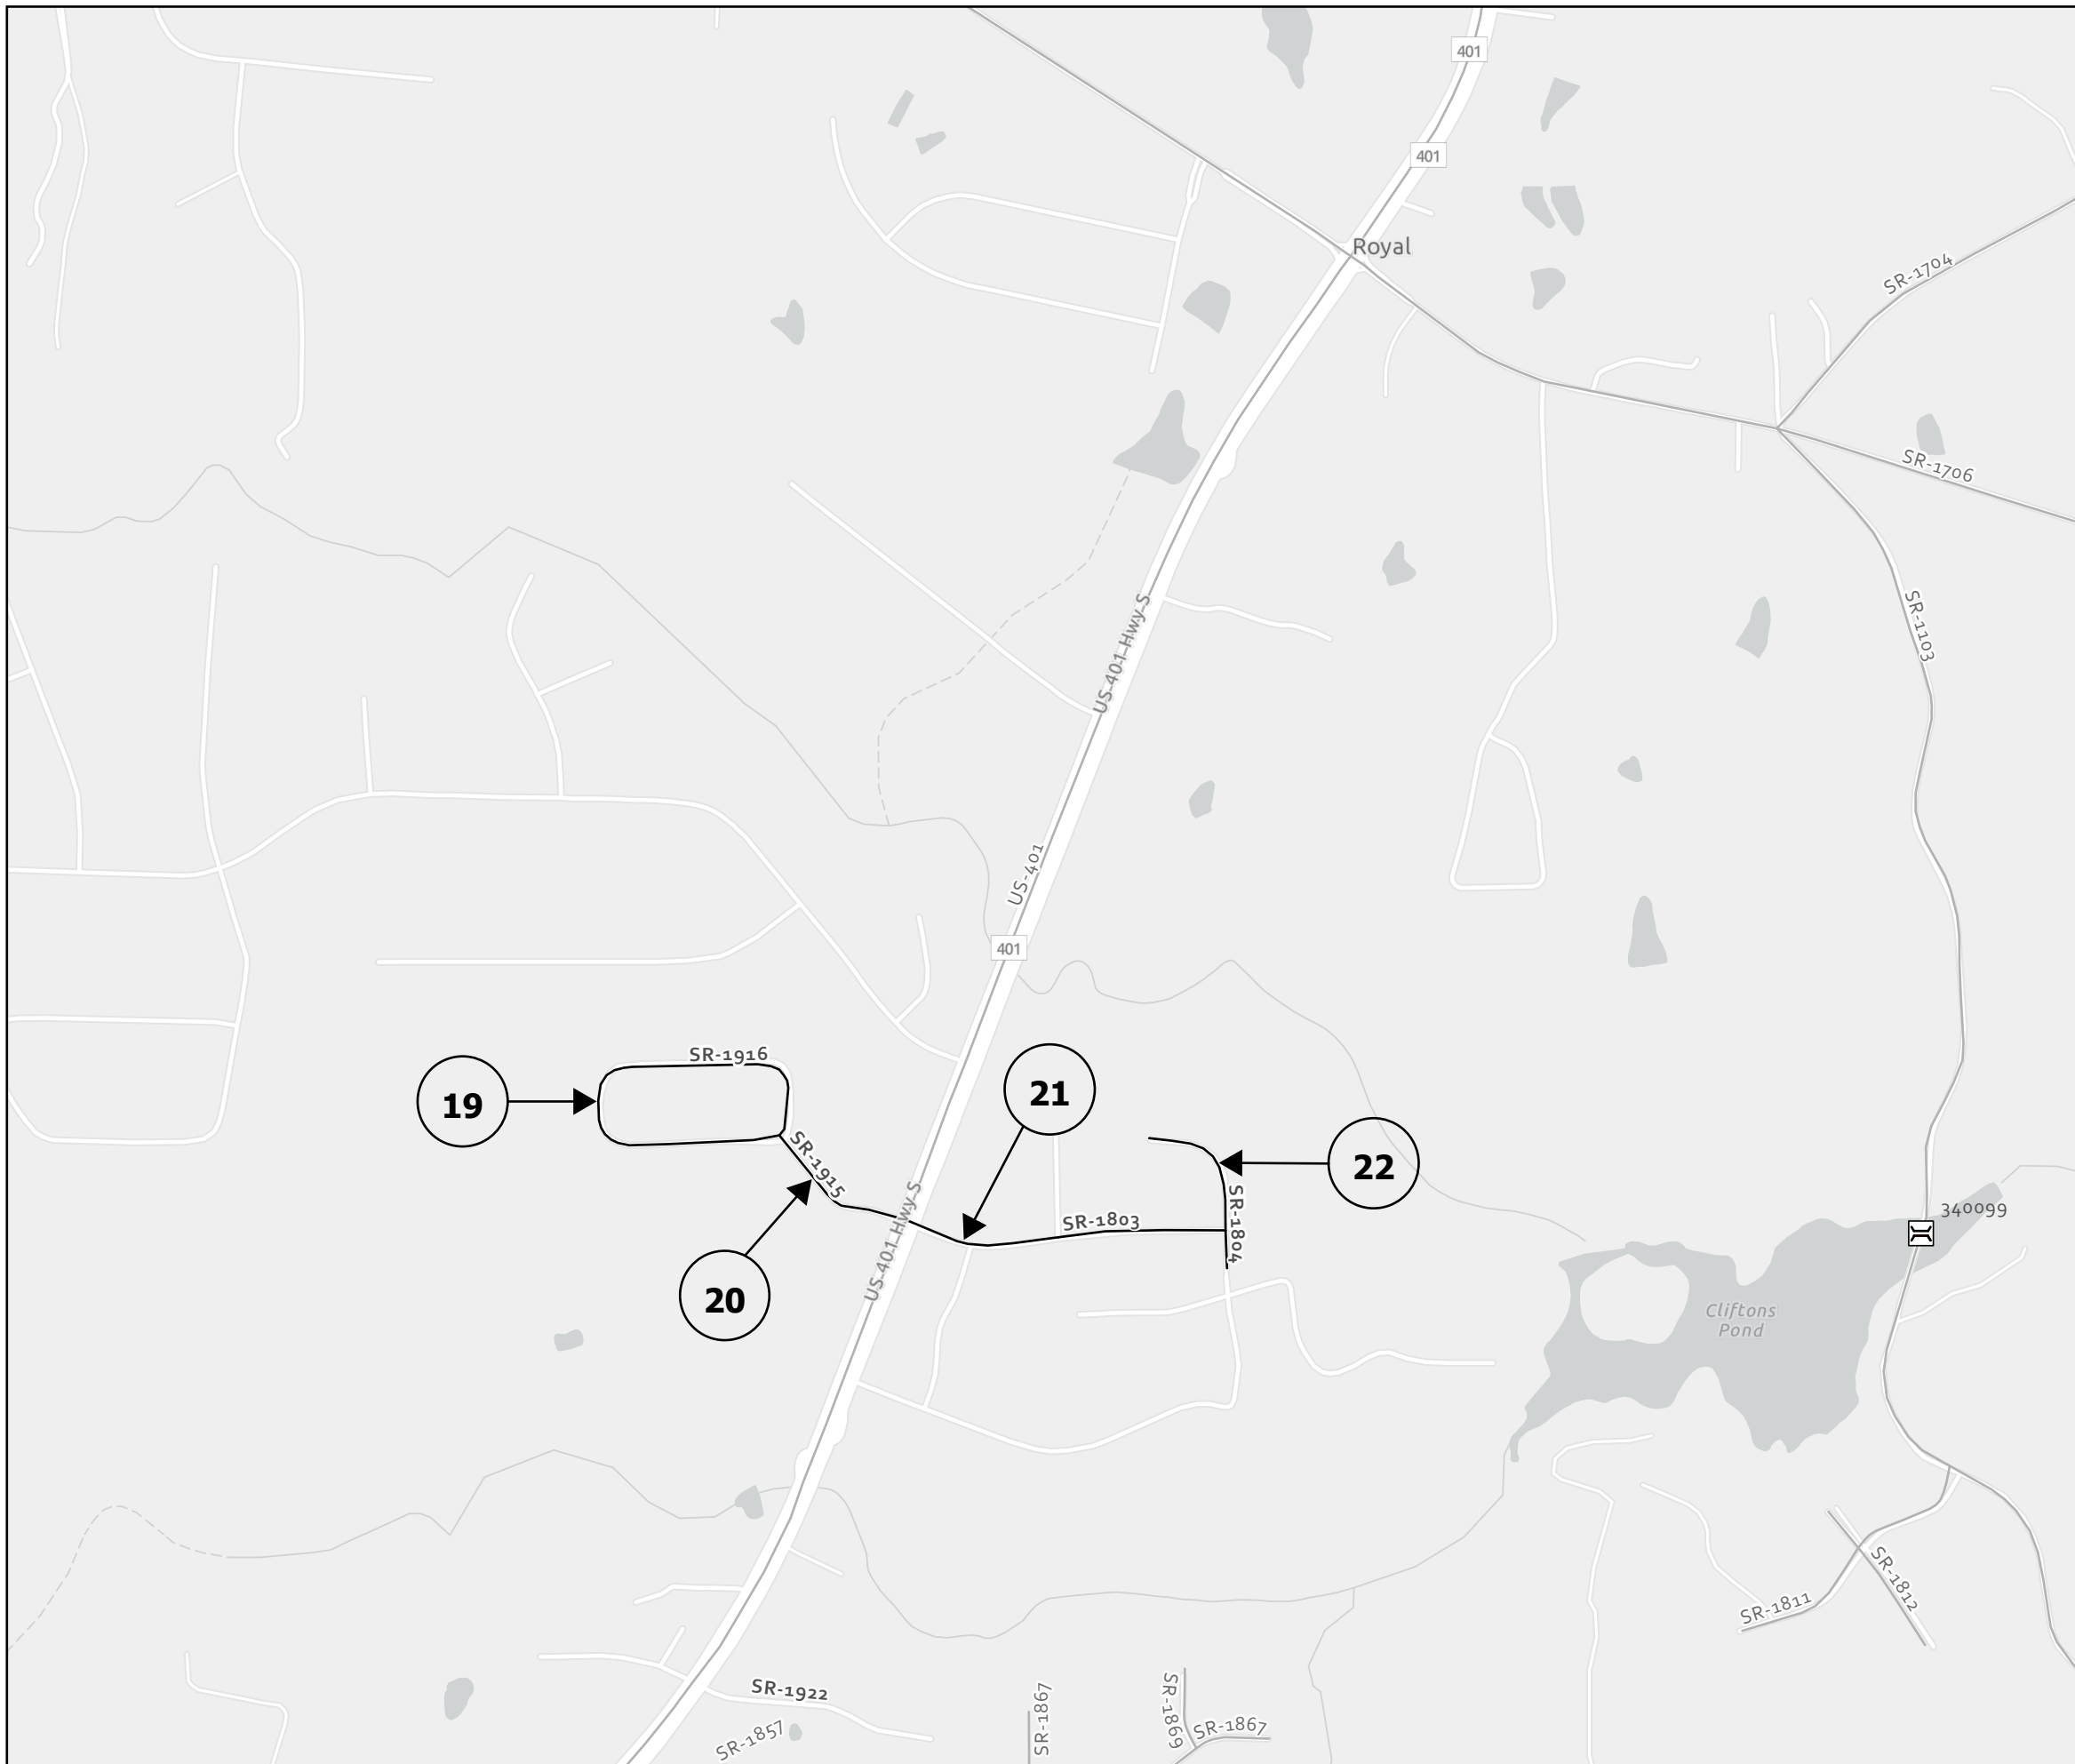 401
401
Royal
SR-1704
SR-1706
US 401 Hwy S
SR-1103
US-401
401
SR-1916
19
21
SR-1915
22
US 401 Hwy S
SR-1803
SR-1804
340099
20
Cliftons
Pond
SR-1812
SR-1811
SR-1922
SR-1857
SR-1867
SR-1869
SR-1867